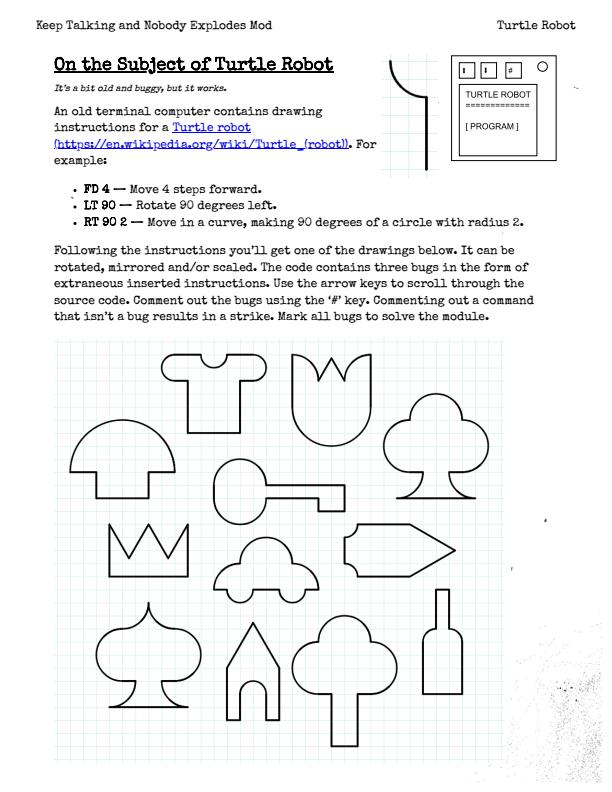 Keep Talking and Nobody Explodes Mod
Turtle Robot
On the Subject of Turtle Robot
It's a bit old and buggy, but it works.
#
TURTLE ROBOT
=============
[ PROGRAM ]
An old terminal computer contains drawing
instructions for a Turtle robot
(https://en.wikipedia.org/wiki/Turtle_(robot)). For
example:
• FD 4 — Move 4 steps forward.
• LT 90 — Rotate 90 degrees left.
• RT 90 2 — Move in a curve, making 90 degrees of a circle with radius 2.
Following the instructions you'll get one of the drawings below. It can be
rotated, mirrored and/or scaled. The code contains three bugs in the form of
extraneous inserted instructions. Use the arrow keys to scroll through the
source code. Comment out the bugs using the '#' key. Commenting out a command
that isn't a bug results in a strike. Mark all bugs to solve the module.